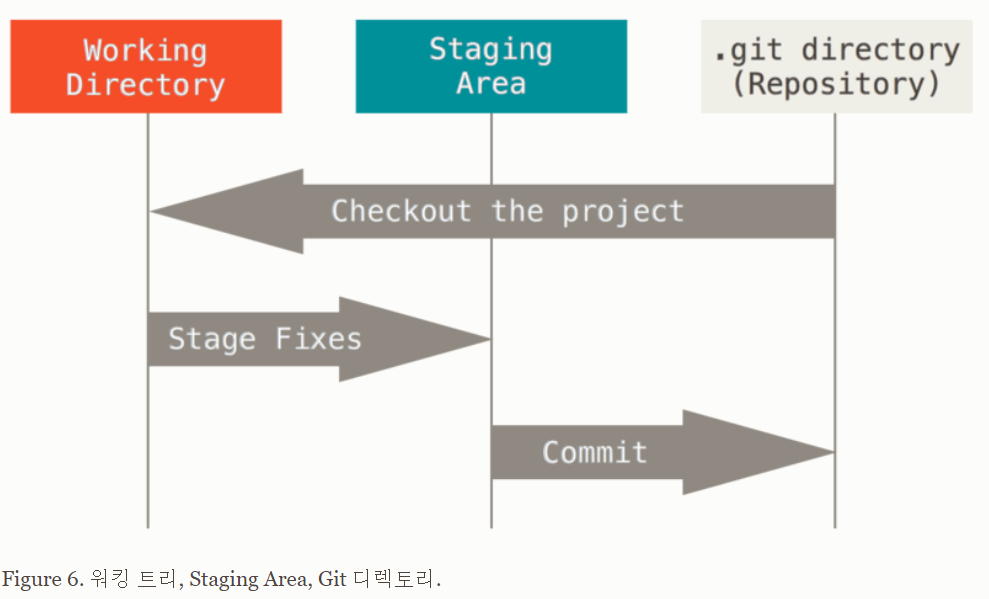 Working
Directory
Staging
Area
.git directory
(Repository)
Checkout the project
Stage Fixes
Commit
Figure 6. 워킹 트리, Staging Area, Git 디렉토리.